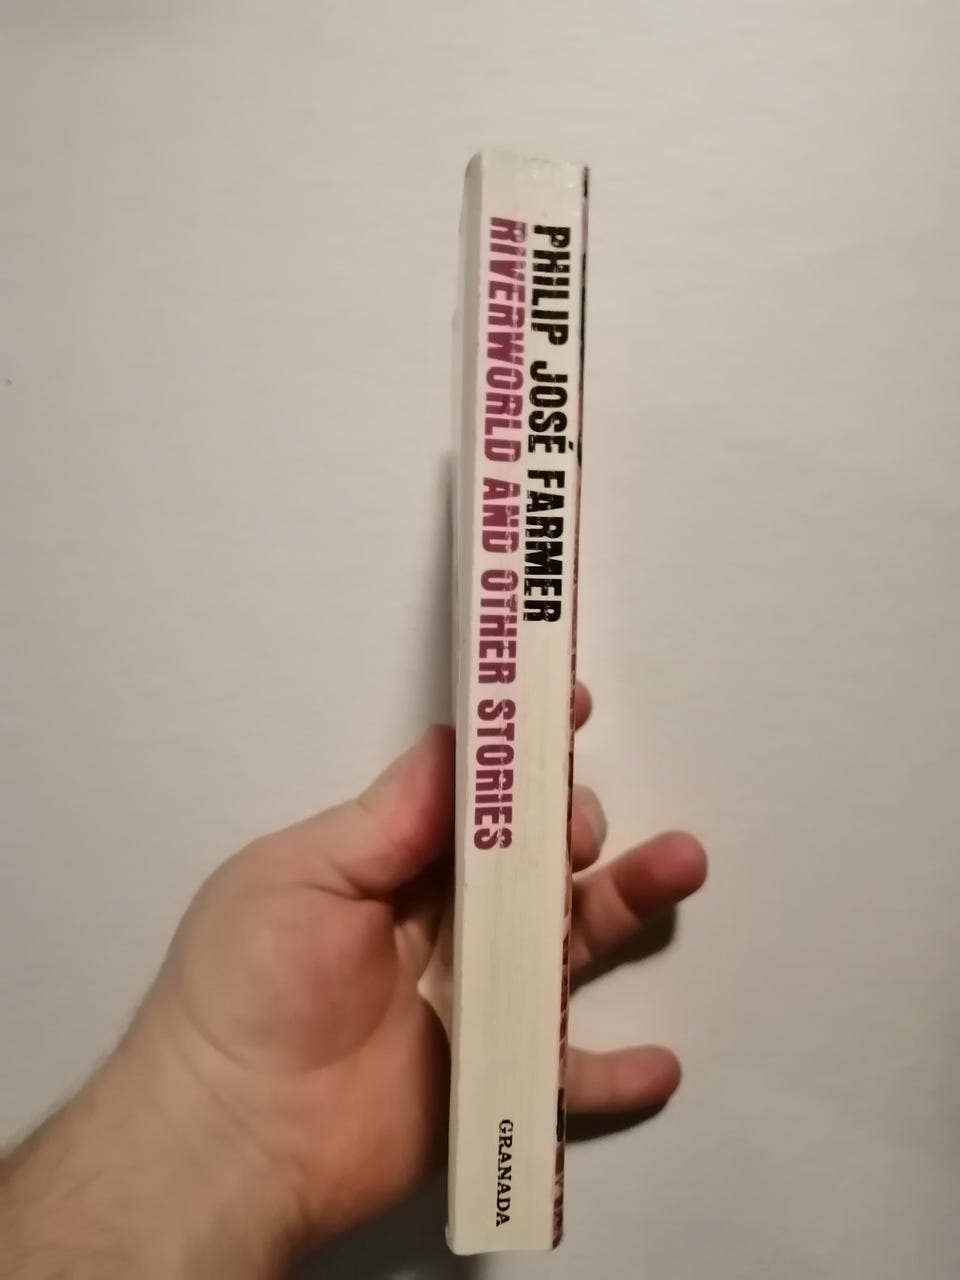 PHILIP JOSÉ FARMER
RIVERWORLD AND OTHER STORIES
GRANADA